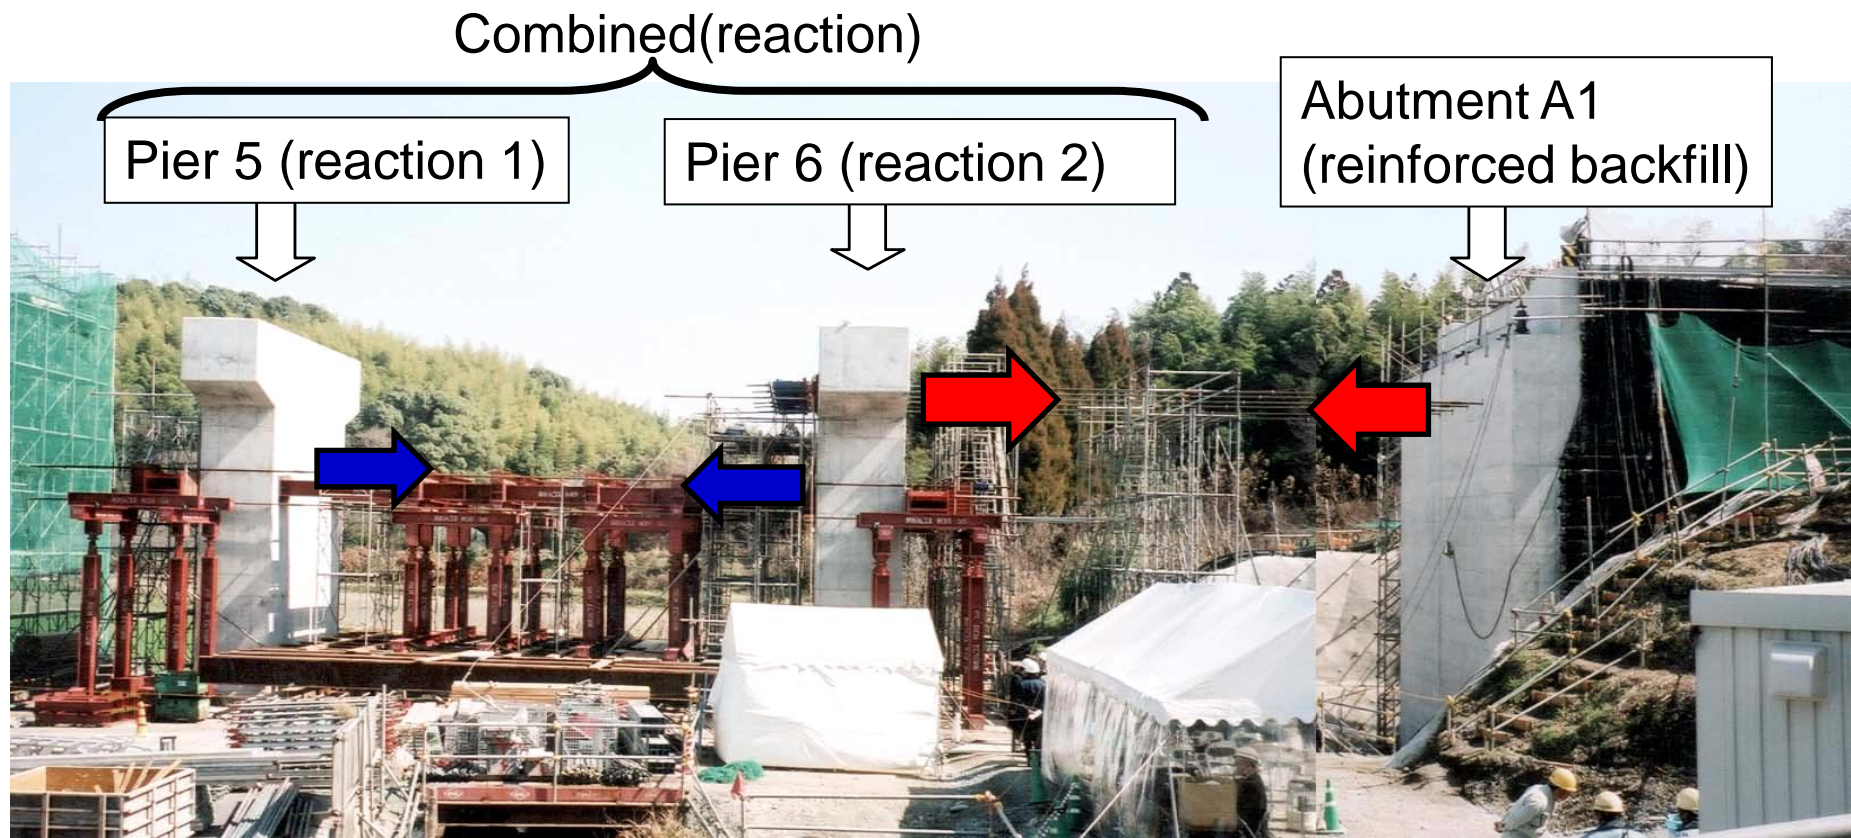 Combined(reaction)
Pier 5 (reaction 1)
Pier 6 (reaction 2)
Abutment A1
(reinforced backfill)